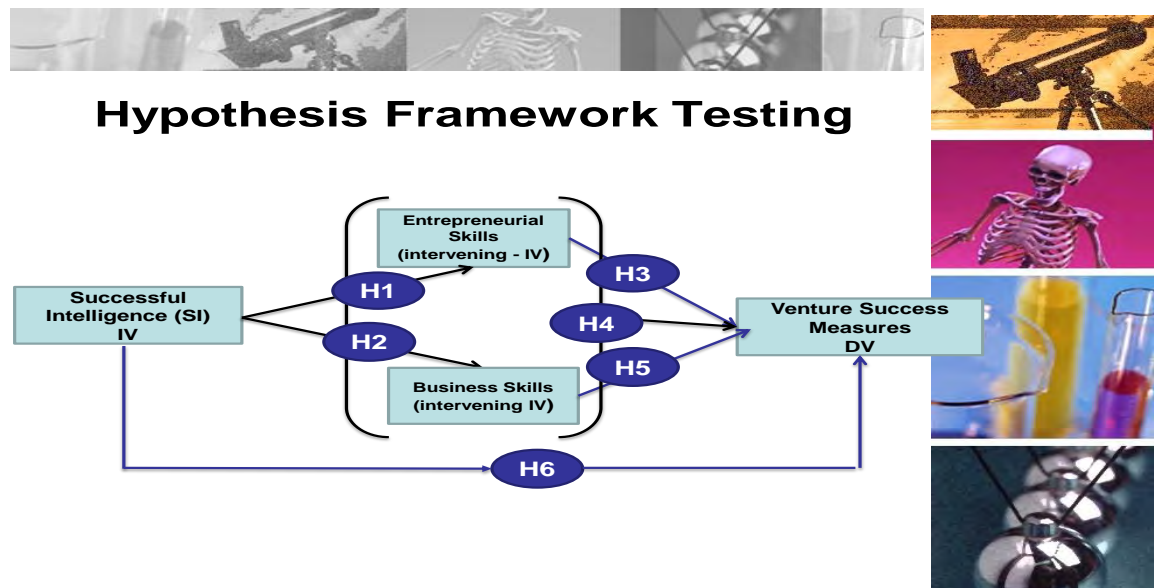 Hypothesis Framework Testing
Entrepreneurial
Skills
(intervening - IV)
H1
H3
Successful
Intelligence (SI)
IV
H4
Venture Success
Measures
DV
H2
H5
Business Skills
(intervening IV)
H6